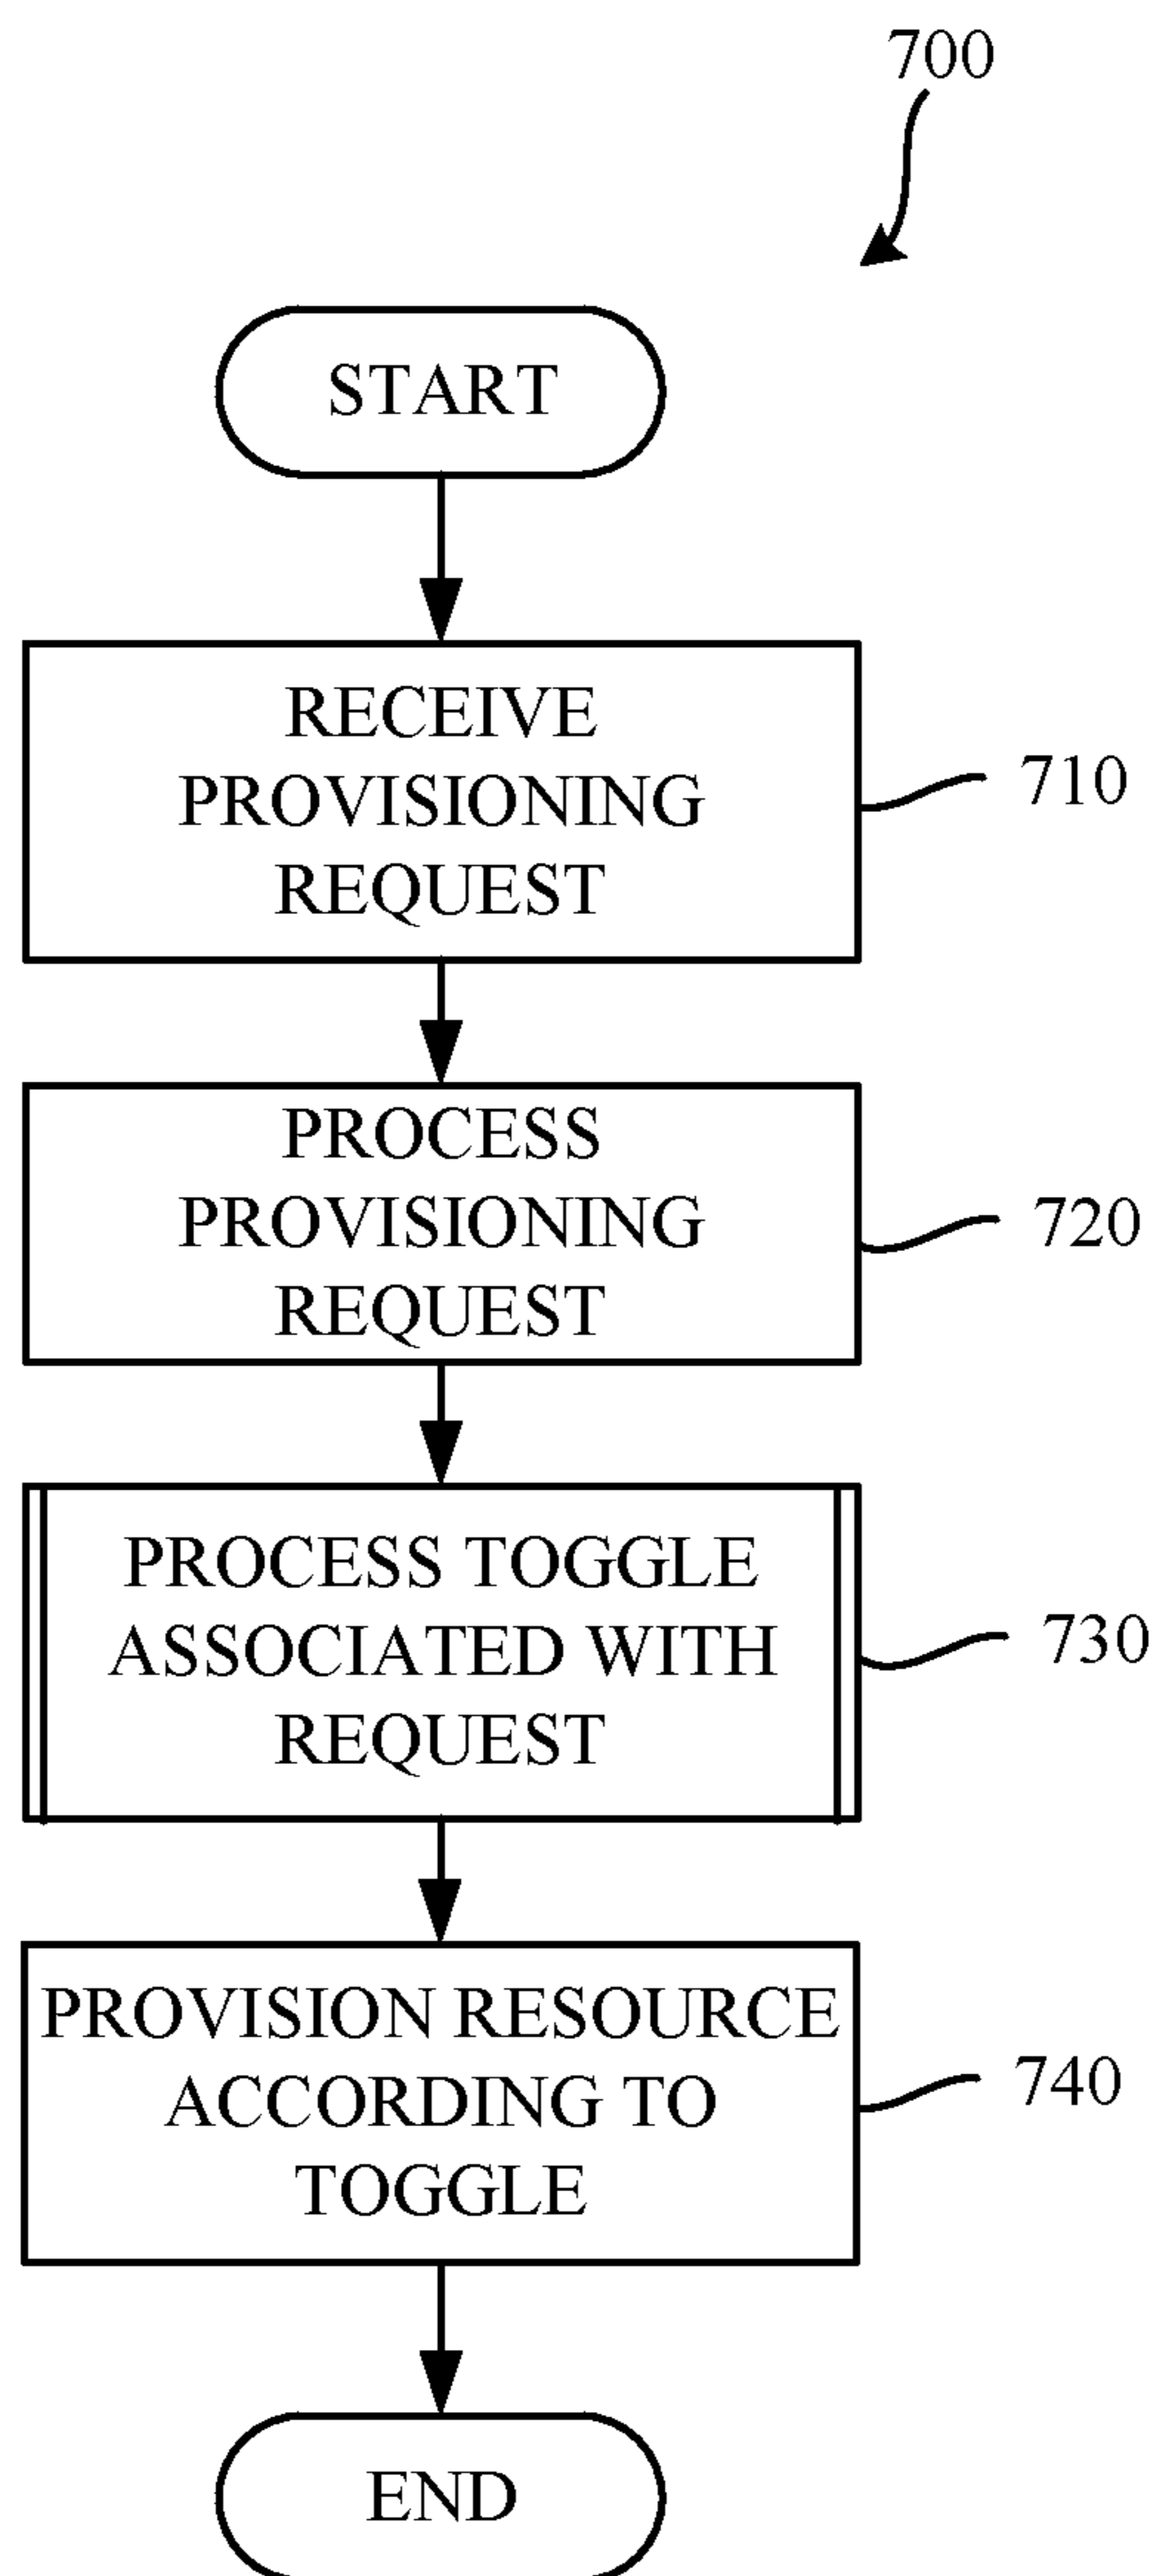 700
START
RECEIVE
PROVISIONING
REQUEST
710
PROCESS
PROVISIONING
REQUEST
720
PROCESS TOGGLE
ASSOCIATED WITH
REQUEST
730
PROVISION RESOURCE
ACCORDING TO
TOGGLE
740
END